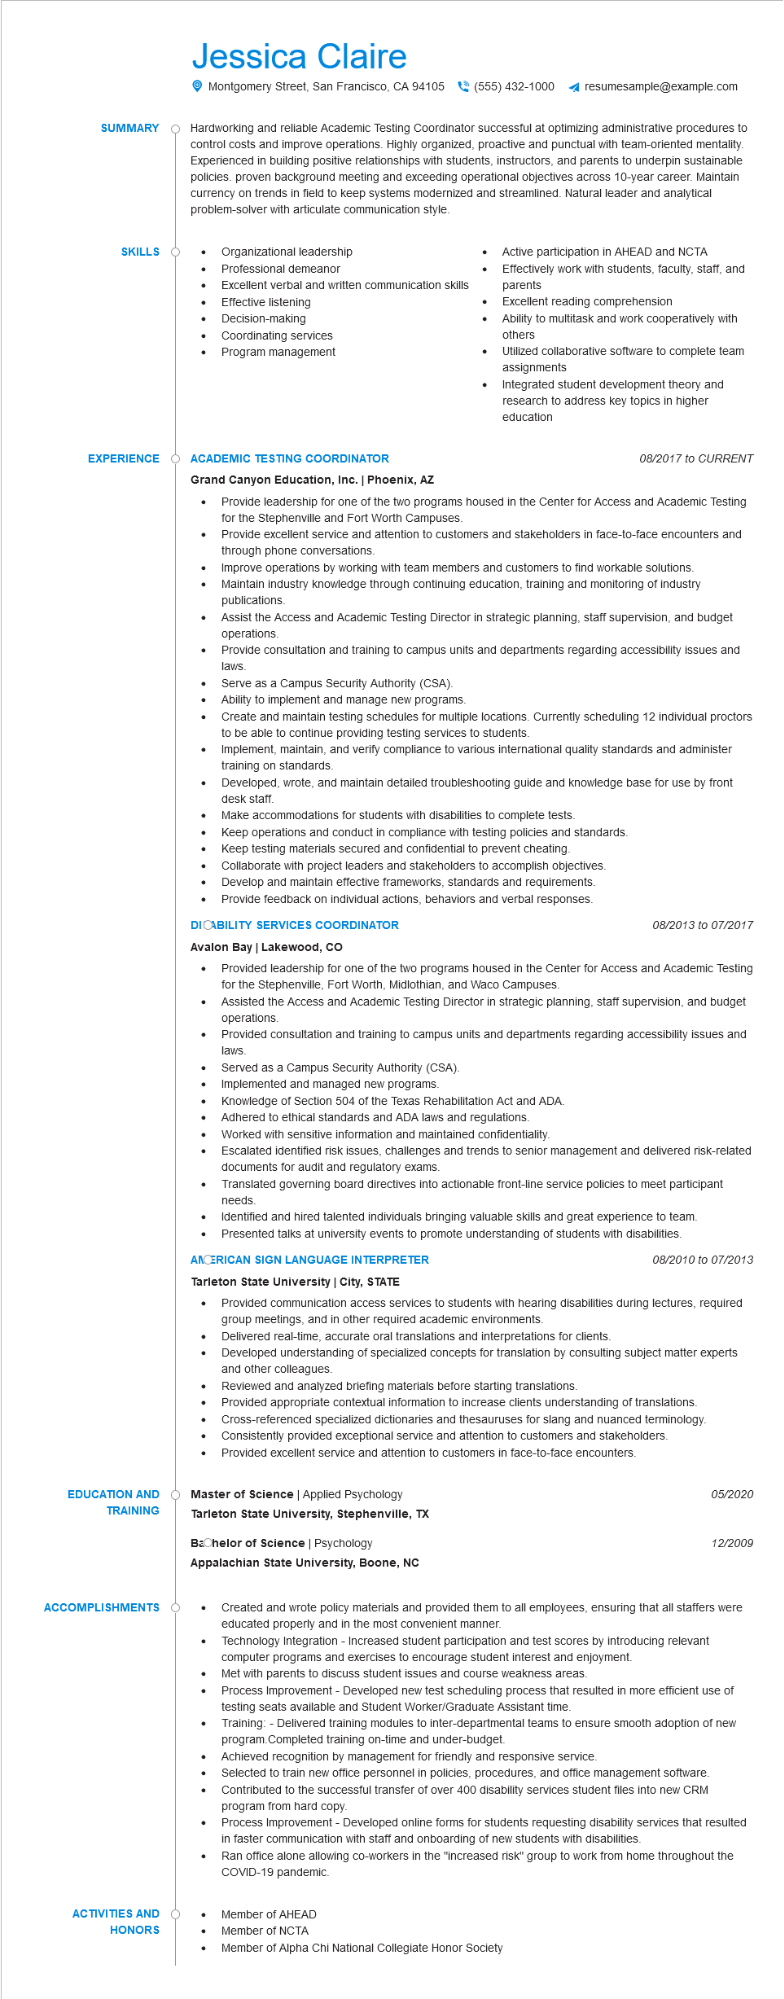 Jessica Claire
Montgomery Street, San Francisco, CA 94105 (555) 432-1000 resumesample@example.com
SUMMARY
Hardworking and reliable Academic Testing Coordinator successful at optimizing administrative procedures to
control costs and improve operations. Highly organized, proactive and punctual with team-oriented mentality.
Experienced in building positive relationships with students, instructors, and parents to underpin sustainable
policies. proven background meeting and exceeding operational objectives across 10-year career. Maintain
currency on trends in field to keep systems modernized and streamlined. Natural leader and analytical
problem-solver with articulate communication style.
SKILLS
• Organizational leadership
• Professional demeanor
• Excellent verbal and written communication skills
• Effective listening
• Decision-making
• Coordinating services
• Program management
• Active participation in AHEAD and NCTA
• Effectively work with students, faculty, staff, and
parents
• Excellent reading comprehension
• Ability to multitask and work cooperatively with
others
• Utilized collaborative software to complete team
assignments
• Integrated student development theory and
research to address key topics in higher
education
EXPERIENCE
ACADEMIC TESTING COORDINATOR 08/2017 to CURRENT
Grand Canyon Education, Inc. | Phoenix, AZ
• Provide leadership for one of the two programs housed in the Center for Access and Academic Testing
for the Stephenville and Fort Worth Campuses.
• Provide excellent service and attention to customers and stakeholders in face-to-face encounters and
through phone conversations.
• Improve operations by working with team members and customers to find workable solutions.
• Maintain industry knowledge through continuing education, training and monitoring of industry
publications.
• Assist the Access and Academic Testing Director in strategic planning, staff supervision, and budget
operations.
• Provide consultation and training to campus units and departments regarding accessibility issues and
laws.
• Serve as a Campus Security Authority (CSA).
• Ability to implement and manage new programs.
• Create and maintain testing schedules for multiple locations. Currently scheduling 12 individual proctors
to be able to continue providing testing services to students.
• Implement, maintain, and verify compliance to various international quality standards and administer
training on standards.
• Developed, wrote, and maintain detailed troubleshooting guide and knowledge base for use by front
desk staff.
• Make accommodations for students with disabilities to complete tests.
• Keep operations and conduct in compliance with testing policies and standards.
• Keep testing materials secured and confidential to prevent cheating.
• Collaborate with project leaders and stakeholders to accomplish objectives.
• Develop and maintain effective frameworks, standards and requirements.
• Provide feedback on individual actions, behaviors and verbal responses.
DISABILITY SERVICES COORDINATOR 08/2013 to 07/2017
Avalon Bay | Lakewood, CO
• Provided leadership for one of the two programs housed in the Center for Access and Academic Testing
for the Stephenville, Fort Worth, Midlothian, and Waco Campuses.
• Assisted the Access and Academic Testing Director in strategic planning, staff supervision, and budget
operations.
• Provided consultation and training to campus units and departments regarding accessibility issues and
laws.
• Served as a Campus Security Authority (CSA).
• Implemented and managed new programs.
• Knowledge of Section 504 of the Texas Rehabilitation Act and ADA.
• Adhered to ethical standards and ADA laws and regulations.
• Worked with sensitive information and maintained confidentiality.
• Escalated identified risk issues, challenges and trends to senior management and delivered risk-related
documents for audit and regulatory exams.
• Translated governing board directives into actionable front-line service policies to meet participant
needs.
• Identified and hired talented individuals bringing valuable skills and great experience to team.
• Presented talks at university events to promote understanding of students with disabilities.
AMERICAN SIGN LANGUAGE INTERPRETER 08/2010 to 07/2013
Tarleton State University | City, STATE
• Provided communication access services to students with hearing disabilities during lectures, required
group meetings, and in other required academic environments.
• Delivered real-time, accurate oral translations and interpretations for clients.
• Developed understanding of specialized concepts for translation by consulting subject matter experts
and other colleagues.
• Reviewed and analyzed briefing materials before starting translations.
• Provided appropriate contextual information to increase clients understanding of translations.
• Cross-referenced specialized dictionaries and thesauruses for slang and nuanced terminology.
• Consistently provided exceptional service and attention to customers and stakeholders.
• Provided excellent service and attention to customers in face-to-face encounters.
EDUCATION AND
TRAINING
Master of Science | Applied Psychology 05/2020
Tarleton State University, Stephenville, TX
Bachelor of Science | Psychology 12/2009
Appalachian State University, Boone, NC
ACCOMPLISHMENTS
• Created and wrote policy materials and provided them to all employees, ensuring that all staffers were
educated properly and in the most convenient manner.
• Technology Integration - Increased student participation and test scores by introducing relevant
computer programs and exercises to encourage student interest and enjoyment.
• Met with parents to discuss student issues and course weakness areas.
• Process Improvement - Developed new test scheduling process that resulted in more efficient use of
testing seats available and Student Worker/Graduate Assistant time.
• Training: - Delivered training modules to inter-departmental teams to ensure smooth adoption of new
program.Completed training on-time and under-budget.
• Achieved recognition by management for friendly and responsive service.
• Selected to train new office personnel in policies, procedures, and office management software.
• Contributed to the successful transfer of over 400 disability services student files into new CRM
program from hard copy.
• Process Improvement - Developed online forms for students requesting disability services that resulted
in faster communication with staff and onboarding of new students with disabilities.
• Ran office alone allowing co-workers in the "increased risk" group to work from home throughout the
COVID-19 pandemic.
ACTIVITIES AND
HONORS
• Member of AHEAD
• Member of NCTA
• Member of Alpha Chi National Collegiate Honor Society